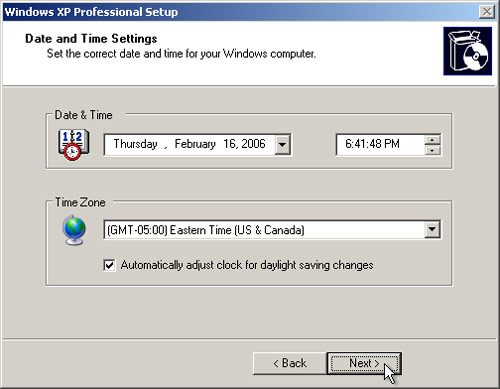 Windows XP Professional Setup
Date and Time Settings
Set the correct date and time for your Windows computer.
Date & Time
1 2
Thursday , February 16, 2006
6:41:48 PM
Time Zone
(GMT-05:00) Eastern Time (US & Canada)
Automatically adjust clock for daylight saving changes
< Back
Next >